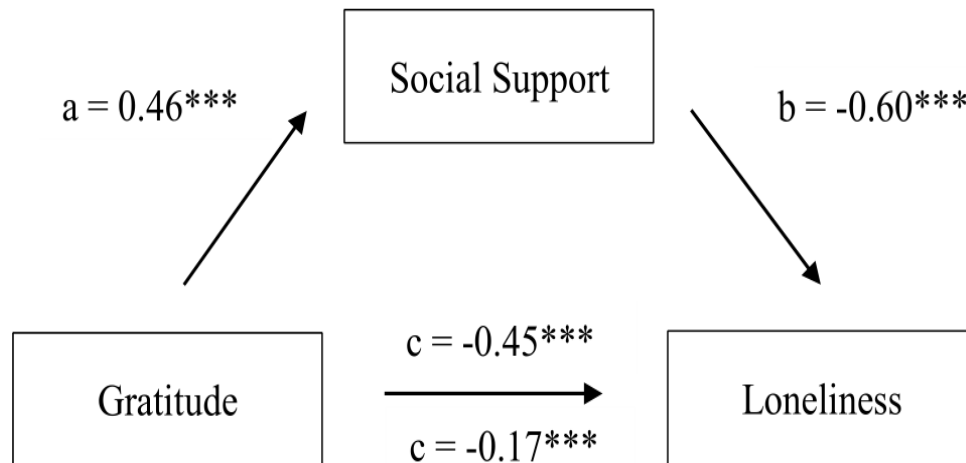 Social Support
a = 0.46***
b = -0.60***
c = -0.45***
Gratitude
Loneliness
c = -0.17***